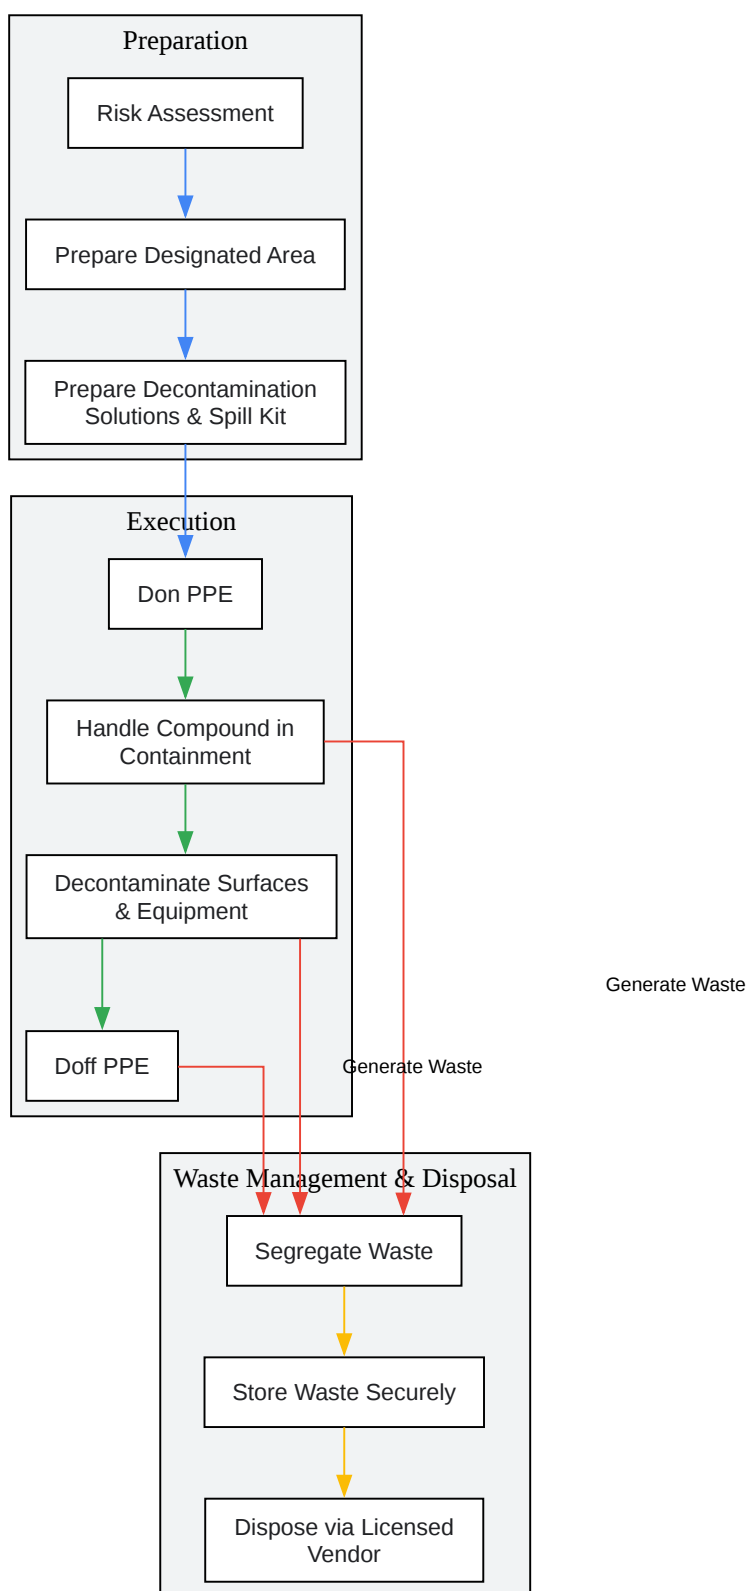 Preparation
Risk Assessment
Prepare Designated Area
Prepare Decontamination
Solutions & Spill Kit
Execution
Don PPE
Handle Compound in
Containment
Decontaminate Surfaces
& Equipment
Generate Waste
Doff PPE
Generate Waste
Waste Management & Disposal
Segregate Waste
Store Waste Securely
Dispose via Licensed
Vendor